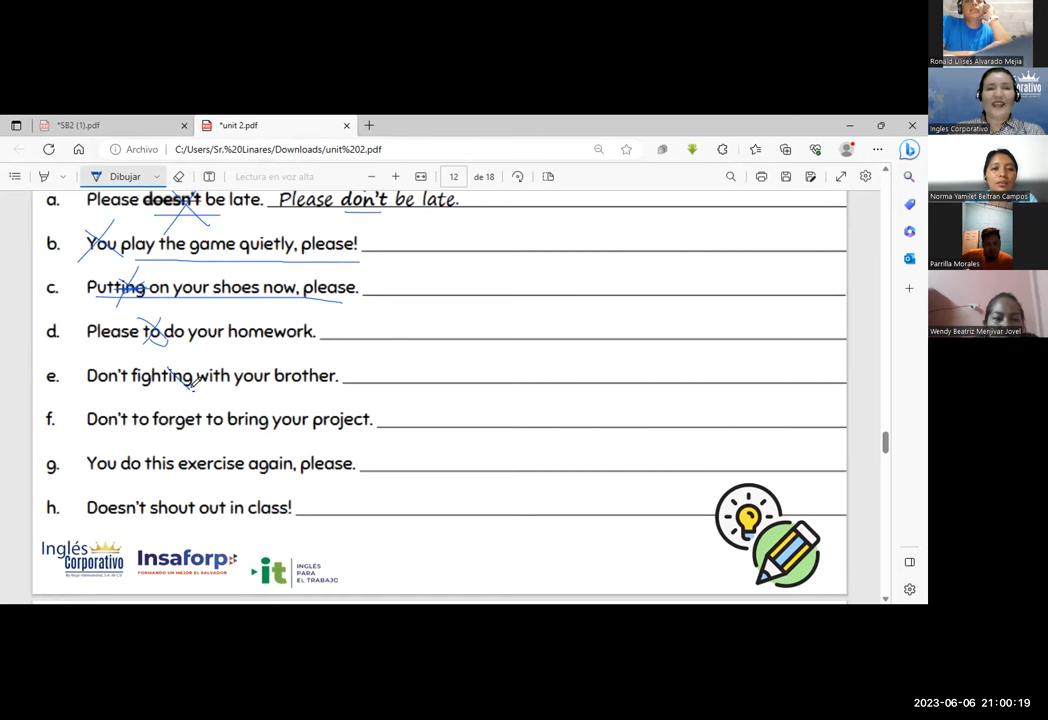 Ronald Ulises Alvarado Mejia
*SB2 (1).pdf
*unit 2.pdf
Ingles Corporativo
Archivo
C:/Users/Sr.%20Linares/Downloads/unit%202.pdf
Dibujar
Lectura en voz alta
12
de 18
Norma Yamilet Beltran Campos
a. Please doesn't be late. Please don't be late.
b. You play the game quietly, please!
Parrilla Morales
c. Putting on your shoes now, please.
d. Please to do your homework.
Wendy Beatriz Menjivar Jovel
e. Don't fighting with your brother.
f. Don't to forget to bring your project.
g. You do this exercise again, please.
h. Doesn't shout out in class!
Inglés
Corporativo
Insaforp
FORMANDO UN MEJOR EL SALVADOR
it
INGLÉS
PARA
EL TRABAJO
2023-06-06 21:00:19